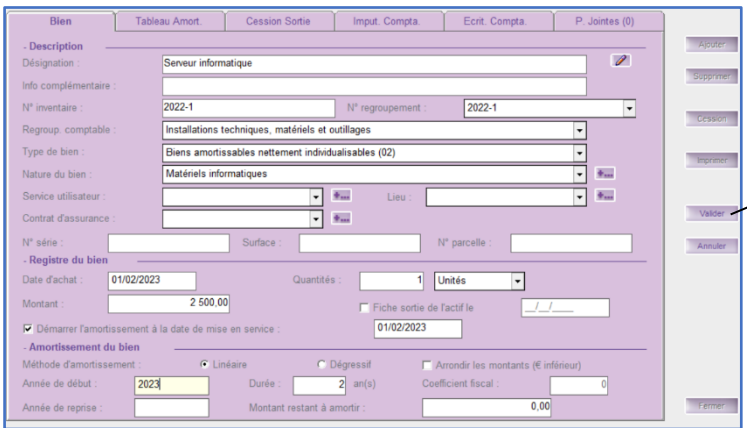 Bien Tableau Amort. Cession Sortie Imput. Compta. Ecrit. Compta. P. Jointes (0)
- Description
Ajouter
Désignation : Serveur informatique
Info complémentaire :
Supprimer
N° inventaire : 2022-1 N° regroupement : 2022-1
Cession
Regroup. comptable : Installations techniques, matériels et outillages
Type de bien : Biens amortissables nettement individualisables (02)
Imprimer
Nature du bien : Matériels informatiques
Service utilisateur : Lieu :
Contrat d'assurance :
Valider
N° série : Surface : N° parcelle :
Annuler
- Registre du bien
Date d'achat : 01/02/2023 Quantités : 1 Unités
Montant : 2 500,00 Fiche sortie de l'actif le __/__/____
Démarrer l'amortissement à la date de mise en service : 01/02/2023
- Amortissement du bien
Méthode d'amortissement : Linéaire Dégressif Arrondir les montants (€ inférieur)
Année de début : 2023 Durée : 2 an(s) Coefficient fiscal : 0
Année de reprise : Montant restant à amortir : 0,00
Fermer